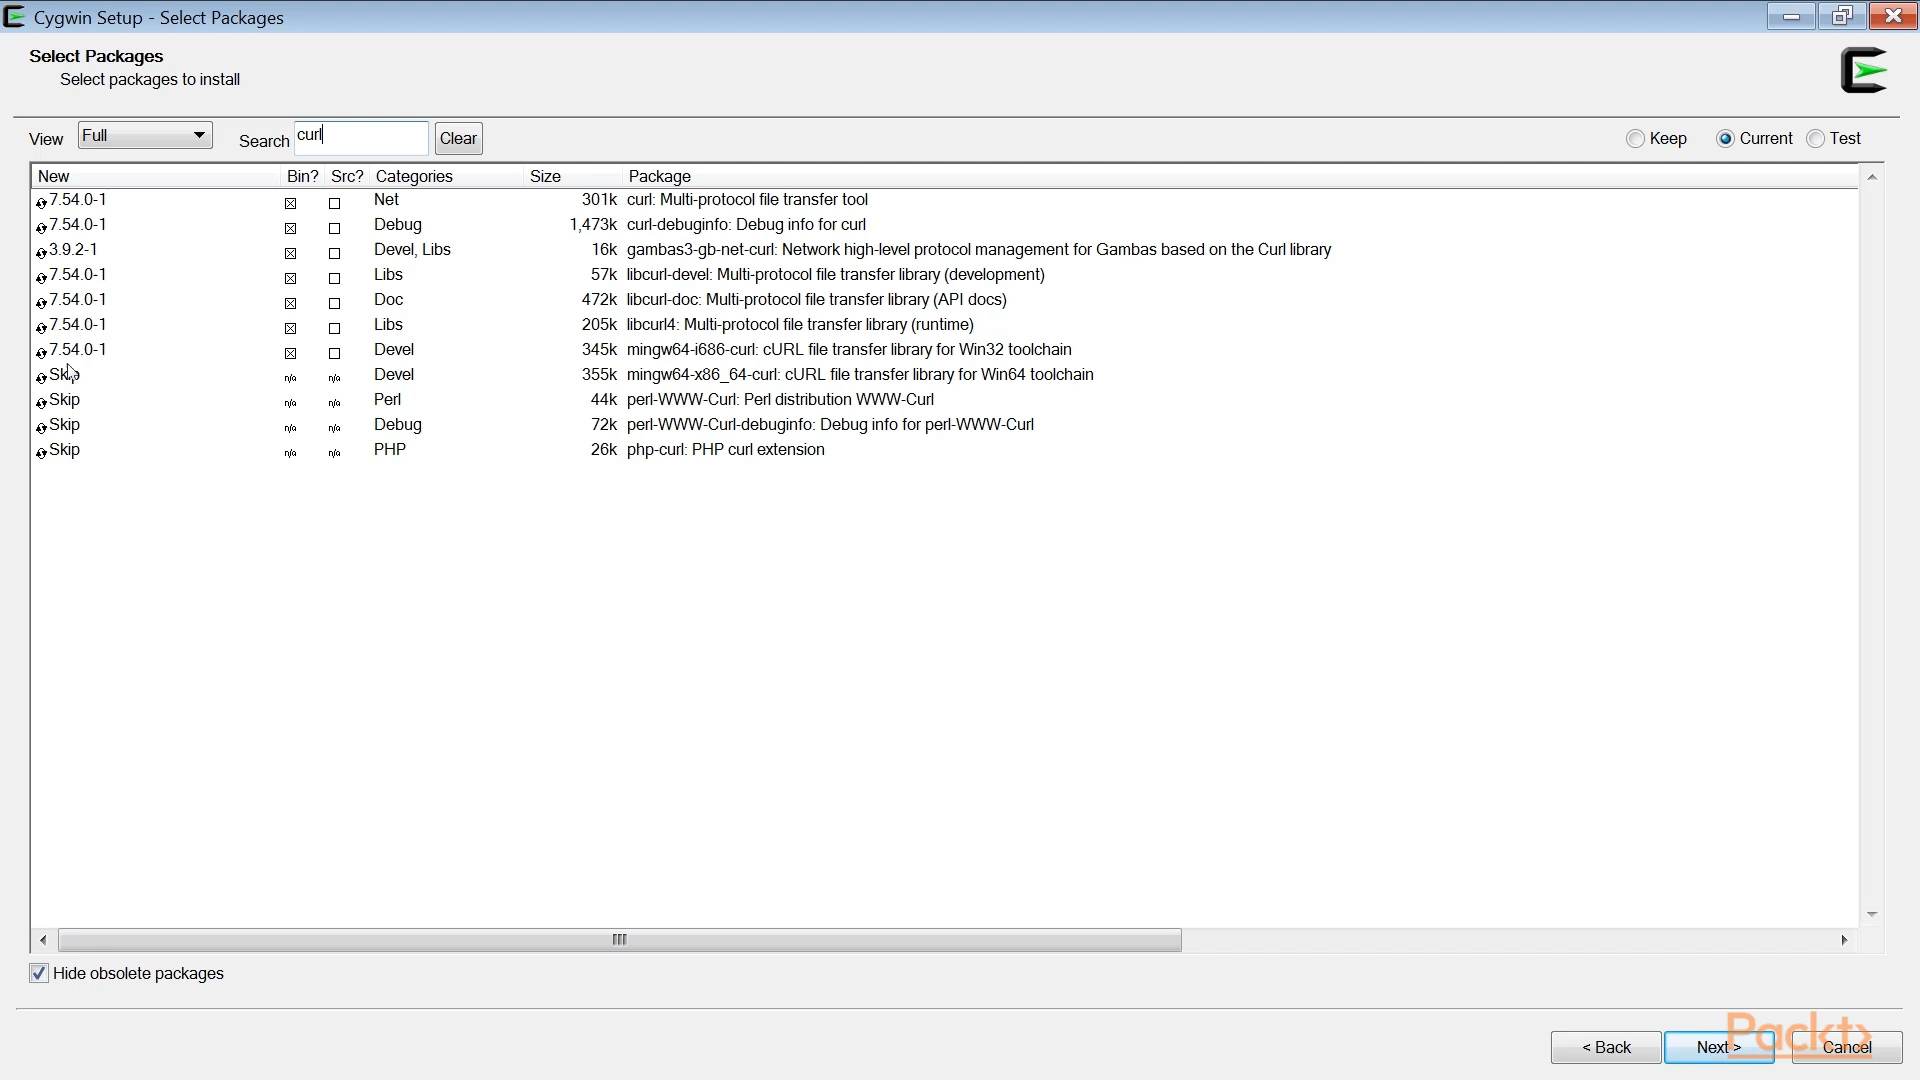 Cygwin Setup - Select Packages
Select Packages
Select packages to install
View Full Search curl Clear Keep Current Test
New Bin? Src? Categories Size Package
7.54.0-1 Net 301k curl: Multi-protocol file transfer tool
7.54.0-1 Debug 1,473k curl-debuginfo: Debug info for curl
3.9.2-1 Devel, Libs 16k gambas3-gb-net-curl: Network high-level protocol management for Gambas based on the Curl library
7.54.0-1 Libs 57k libcurl-devel: Multi-protocol file transfer library (development)
7.54.0-1 Doc 472k libcurl-doc: Multi-protocol file transfer library (API docs)
7.54.0-1 Libs 205k libcurl4: Multi-protocol file transfer library (runtime)
7.54.0-1 Devel 345k mingw64-i686-curl: cURL file transfer library for Win32 toolchain
Skip n/a n/a Devel 355k mingw64-x86_64-curl: cURL file transfer library for Win64 toolchain
Skip n/a n/a Perl 44k perl-WWW-Curl: Perl distribution WWW-Curl
Skip n/a n/a Debug 72k perl-WWW-Curl-debuginfo: Debug info for perl-WWW-Curl
Skip n/a n/a PHP 26k php-curl: PHP curl extension
Hide obsolete packages
< Back Next > Cancel
Packt>